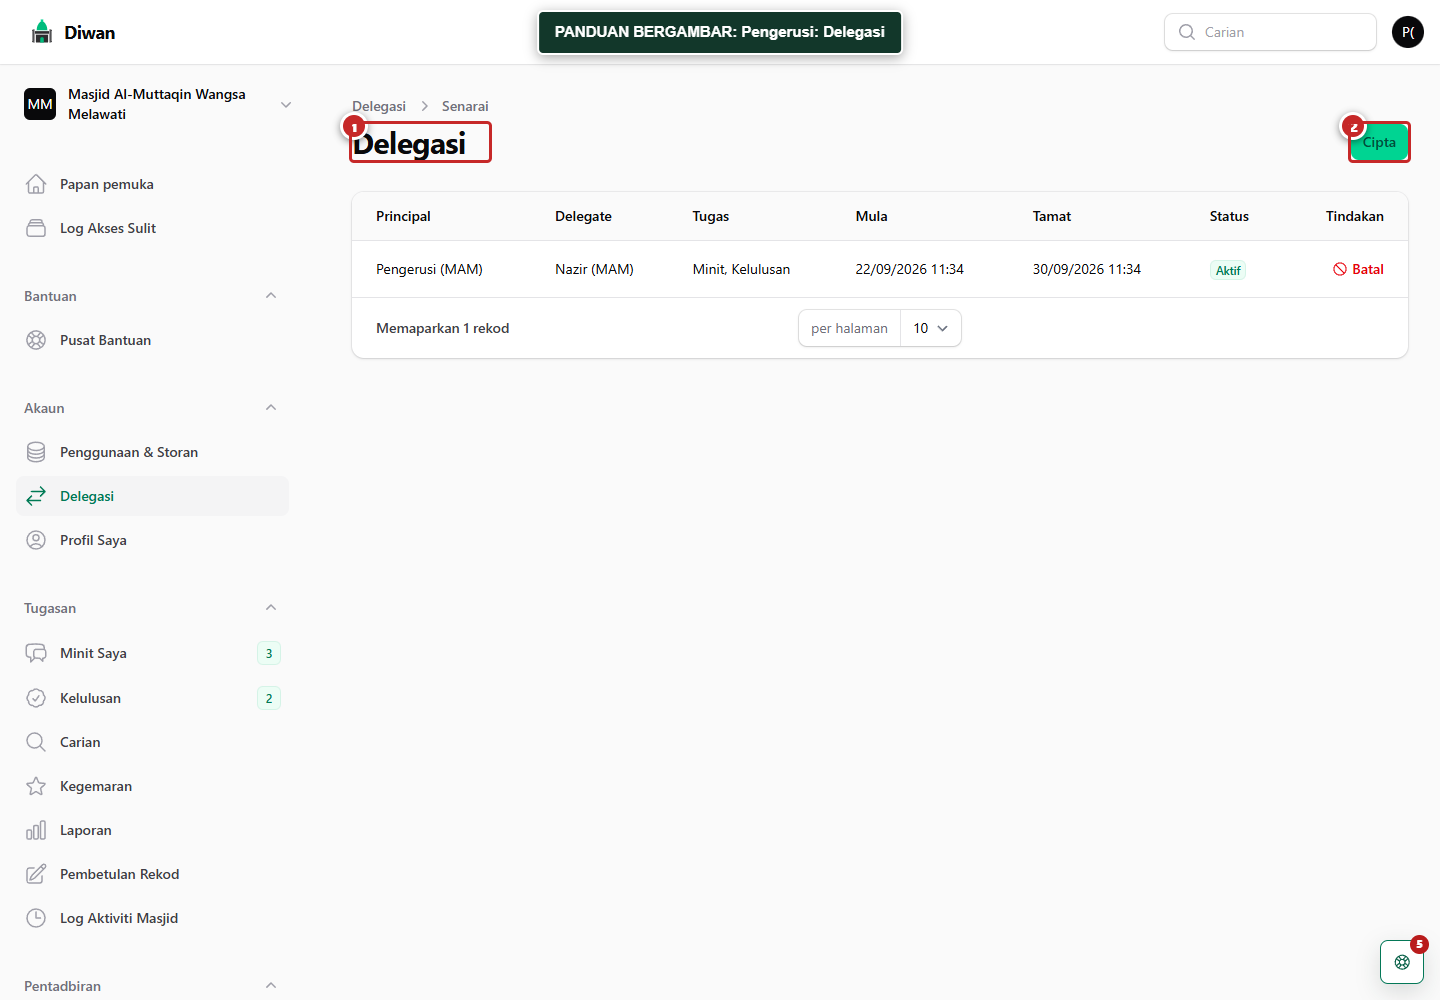 Diwan
PANDUAN BERGAMBAR: Pengerusi: Delegasi
Carian
P(
MM
Masjid Al-Muttaqin Wangsa
Melawati
Papan pemuka
Log Akses Sulit
Bantuan
Pusat Bantuan
Akaun
Penggunaan & Storan
Delegasi
Profil Saya
Tugasan
Minit Saya
3
Kelulusan
2
Carian
Kegemaran
Laporan
Pembetulan Rekod
Log Aktiviti Masjid
Pentadbiran
Delegasi
Senarai
1
Delegasi
2
Cipta
Principal
Delegate
Tugas
Mula
Tamat
Status
Tindakan
Pengerusi (MAM)
Nazir (MAM)
Minit, Kelulusan
22/09/2026 11:34
30/09/2026 11:34
Aktif
Batal
Memaparkan 1 rekod
per halaman
10
5